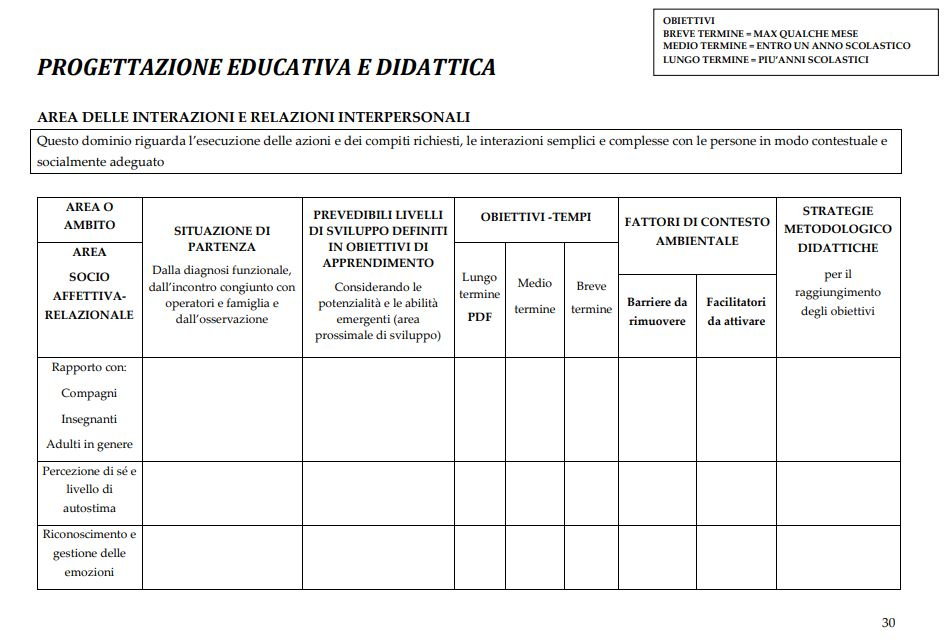 OBIETTIVI
BREVE TERMINE = MAX QUALCHE MESE
MEDIO TERMINE = ENTRO UN ANNO SCOLASTICO
LUNGO TERMINE = PIU'ANNI SCOLASTICI
PROGETTAZIONE EDUCATIVA E DIDATTICA
AREA DELLE INTERAZIONI E RELAZIONI INTERPERSONALI
Questo dominio riguarda l'esecuzione delle azioni e dei compiti richiesti, le interazioni semplici e complesse con le persone in modo contestuale e
socialmente adeguato
AREA O
AMBITO
AREA
SOCIO
AFFETTIVA-
RELAZIONALE
SITUAZIONE DI
PARTENZA
Dalla diagnosi funzionale,
dall'incontro congiunto con
operatori e famiglia e
dall'osservazione
PREVEDIBILI LIVELLI
DI SVILUPPO DEFINITI
IN OBIETTIVI DI
APPRENDIMENTO
Considerando le
potenzialità e le abilità
emergenti (area
prossimale di sviluppo)
OBIETTIVI -TEMPI
Lungo
termine
PDF
Medio
termine
Breve
termine
FATTORI DI CONTESTO
AMBIENTALE
Barriere da
rimuovere
Facilitatori
da attivare
STRATEGIE
METODOLOGICO
DIDATTICHE
per il
raggiungimento
degli obiettivi
Rapporto con:
Compagni
Insegnanti
Adulti in genere
Percezione di sé e
livello di
autostima
Riconoscimento e
gestione delle
emozioni
30